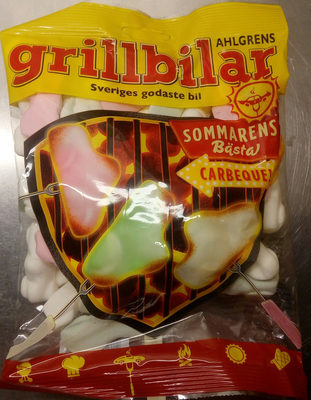 AHLGRENS
grillbilar
Sveriges godaste bil
SOMMARENS
Bästa
CARBEQUE!